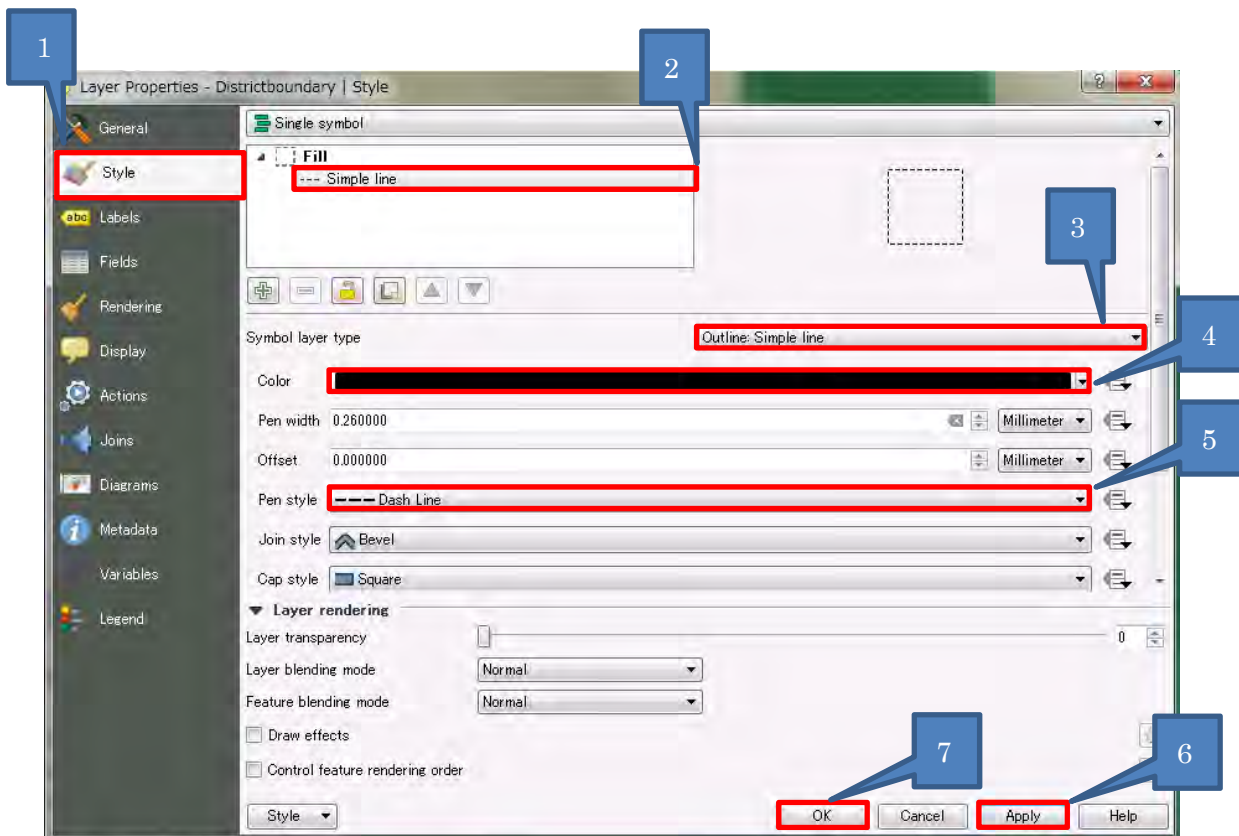 1
2
Layer Properties - Districtboundary | Style
General
Style
Labels
Fields
Rendering
Display
Actions
Joins
Diagrams
Metadata
Variables
Legend
abc
Single symbol
Fill
Simple line
3
Symbol layer type Outline: Simple line
4
Color
Pen width 0.260000 Millimeter
5
Offset 0.000000 Millimeter
Pen style Dash Line
Join style Bevel
Cap style Square
Layer rendering
Layer transparency 0
Layer blending mode Normal
Feature blending mode Normal
Draw effects
Control feature rendering order
7
6
Style OK Cancel Apply Help